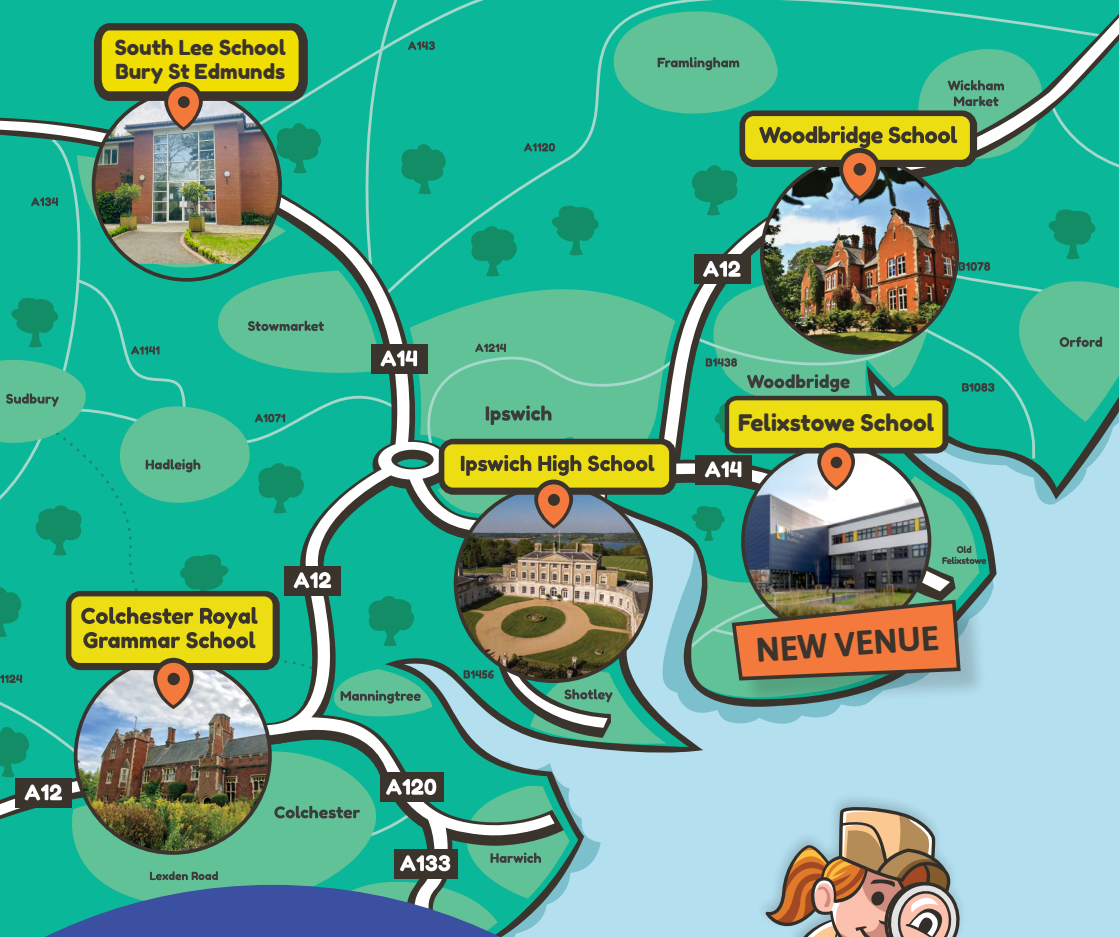 South Lee School
Bury St Edmunds
A143
Framlingham
Wickham
Market
Woodbridge School
A1120
A134
A12
B1078
Stowmarket
A14
A1141
A1214
B1438
Orford
Woodbridge
B1083
Sudbury
A1071
Ipswich
Felixstowe School
Hadleigh
Ipswich High School
A14
Old
Felixstowe
A12
Colchester Royal
Grammar School
NEW VENUE
1124
B1456
Manningtree
Shotley
A12
A120
Colchester
A133
Harwich
Lexden Road